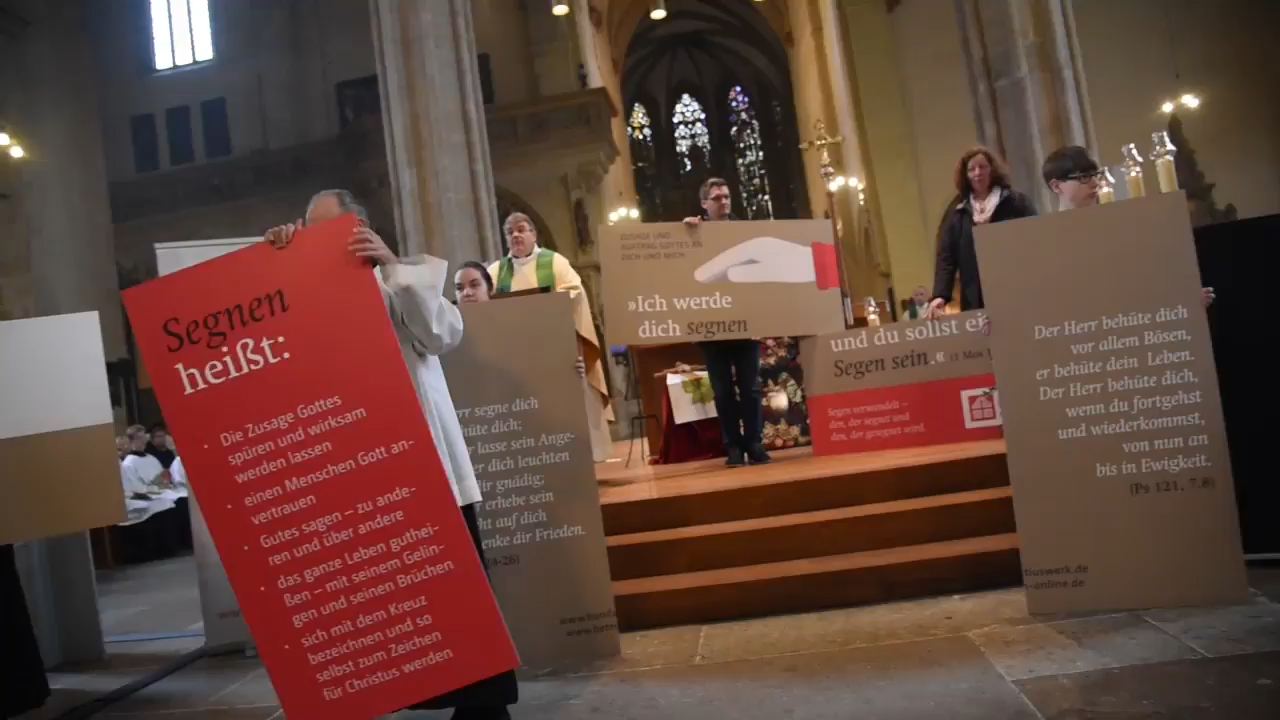 Segnen
heißt:
Die Zusage Gottes
spüren und wirksam
werden lassen
einen Menschen Gott an-
vertrauen
Gutes sagen – zu ande-
ren und über andere
das ganze Leben guthei-
ßen – mit seinem Gelin-
gen und seinen Brüchen
sich mit dem Kreuz
bezeichnen und so
selbst zum Zeichen
für Christus werden
segne dich
dich;
lasse sein Ange-
dich leuchten
dir gnädig;
erhebe sein
auf dich
dir Frieden.
ZUSAGE UND
AUFTRAG GOTTES AN
DICH UND MICH
»Ich werde
dich segnen
und du sollst
Segen sein.«
Segen verwandelt –
den, der segnet und
den, der gesegnet wird.
Der Herr behüte dich
vor allem Bösen,
er behüte dein Leben.
Der Herr behüte dich,
wenn du fortgehst
und wiederkommst,
von nun an
bis in Ewigkeit.
(Ps 121, 7.8)